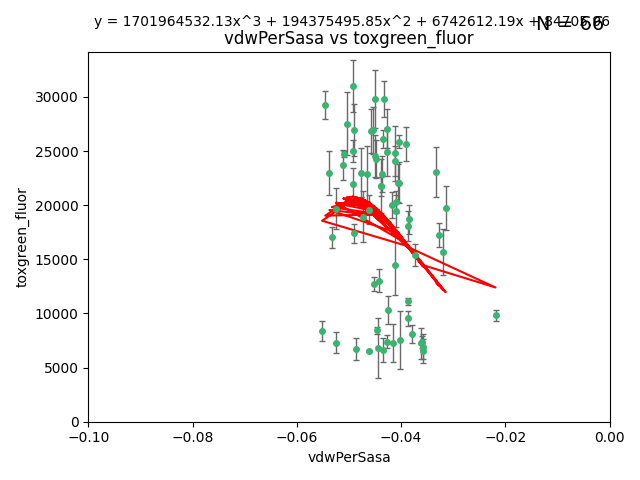 y = 1701964532.13x^3 + 194375495.85x^2 + 6742612.19x +
N = 66
vdwPerSasa vs toxgreen_fluor
30000
25000
20000
15000
10000
5000
0
toxgreen_fluor
−0.10
−0.08
−0.06
−0.04
−0.02
0.00
vdwPerSasa